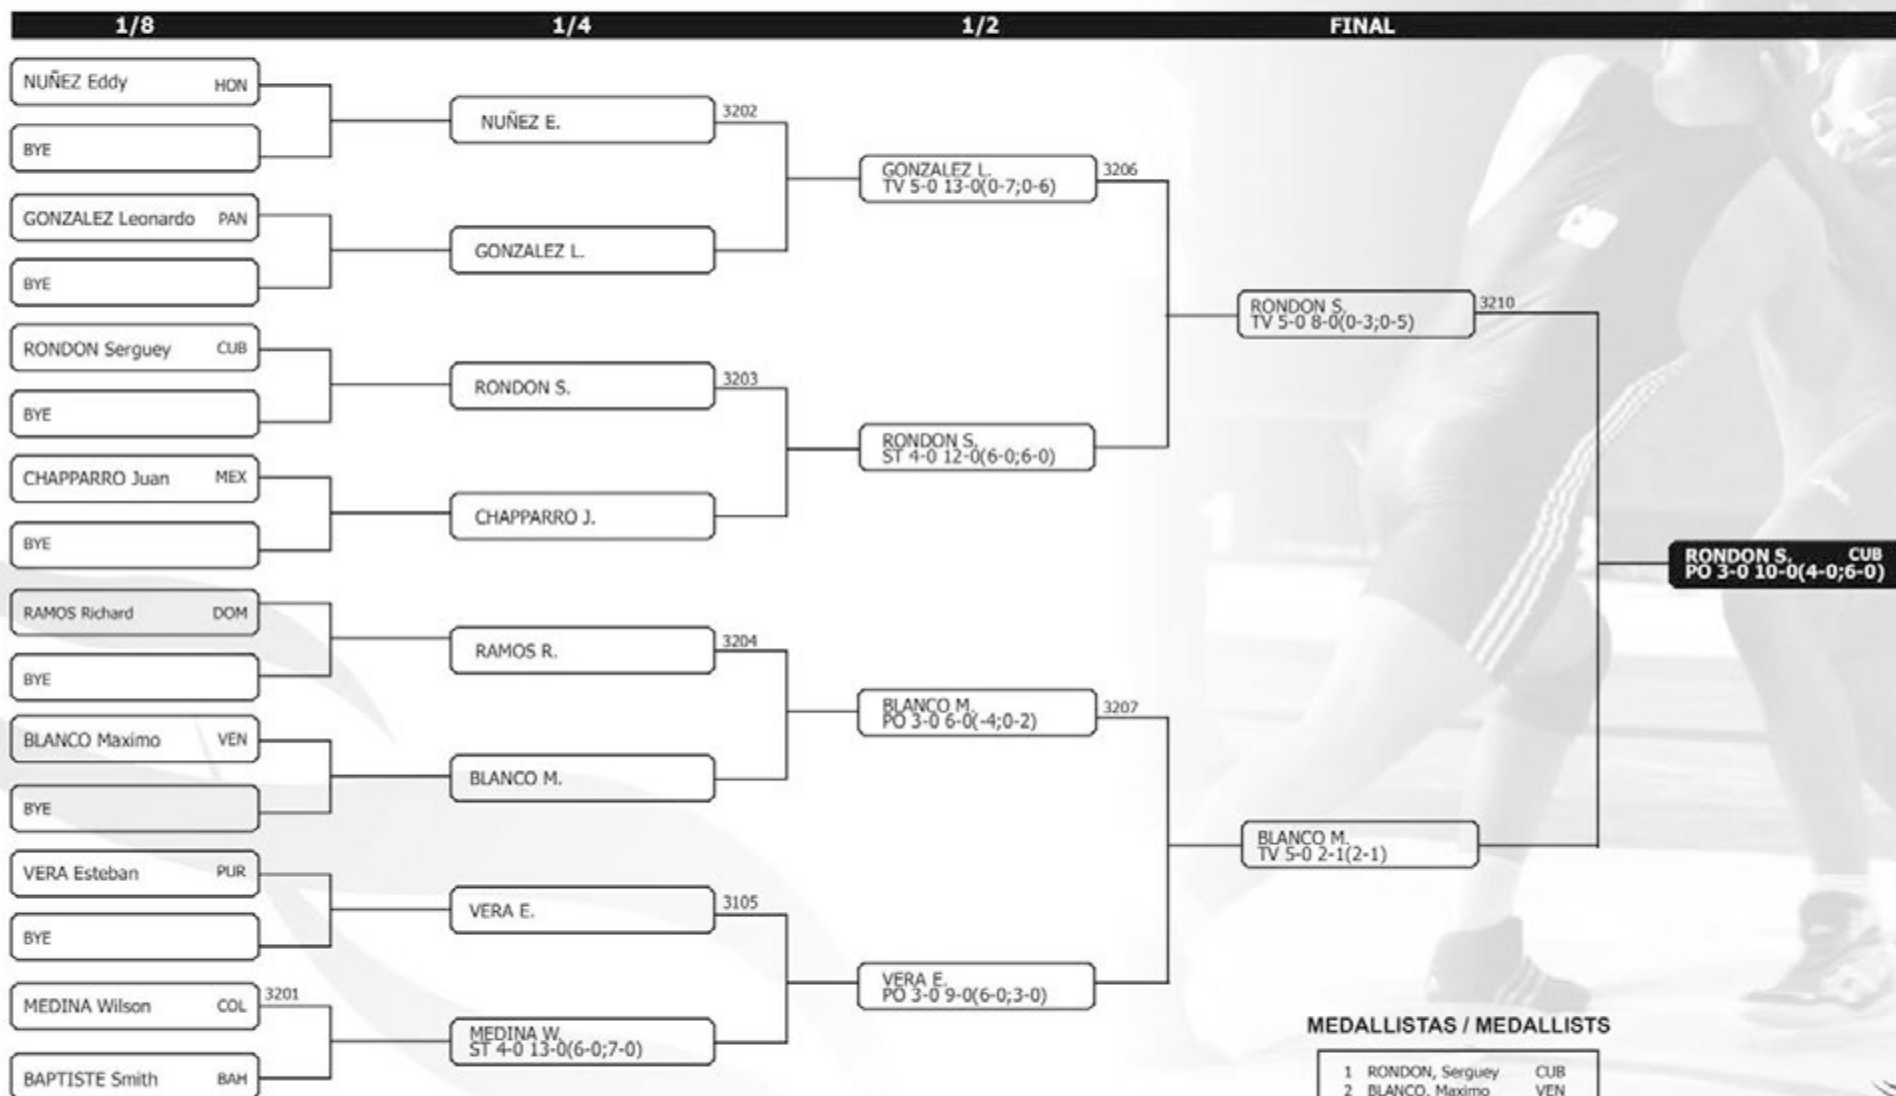 1/8 1/4 1/2 FINAL
NUÑEZ Eddy HON
BYE
GONZALEZ Leonardo PAN
BYE
RONDON Serguey CUB
BYE
CHAPPARRO Juan MEX
BYE
RAMOS Richard DOM
BYE
BLANCO Maximo VEN
BYE
VERA Esteban PUR
BYE
MEDINA Wilson COL
3201
BAPTISTE Smith BAH
NUÑEZ E.
3202
GONZALEZ L.
RONDON S.
3203
CHAPPARRO J.
RAMOS R.
3204
BLANCO M.
VERA E.
3105
MEDINA W.
ST 4-0 13-0(6-0;7-0)
GONZALEZ L.
TV 5-0 13-0(0-7;0-6)
3206
RONDON S.
ST 4-0 12-0(6-0;6-0)
BLANCO M.
PO 3-0 6-0(-4;0-2)
3207
VERA E.
PO 3-0 9-0(6-0;3-0)
RONDON S.
TV 5-0 8-0(0-3;0-5)
3210
BLANCO M.
TV 5-0 2-1(2-1)
RONDON S. CUB
PO 3-0 10-0(4-0;6-0)
MEDALLISTAS / MEDALLISTS
1 RONDON, Serguey CUB
2 BLANCO, Maximo VEN